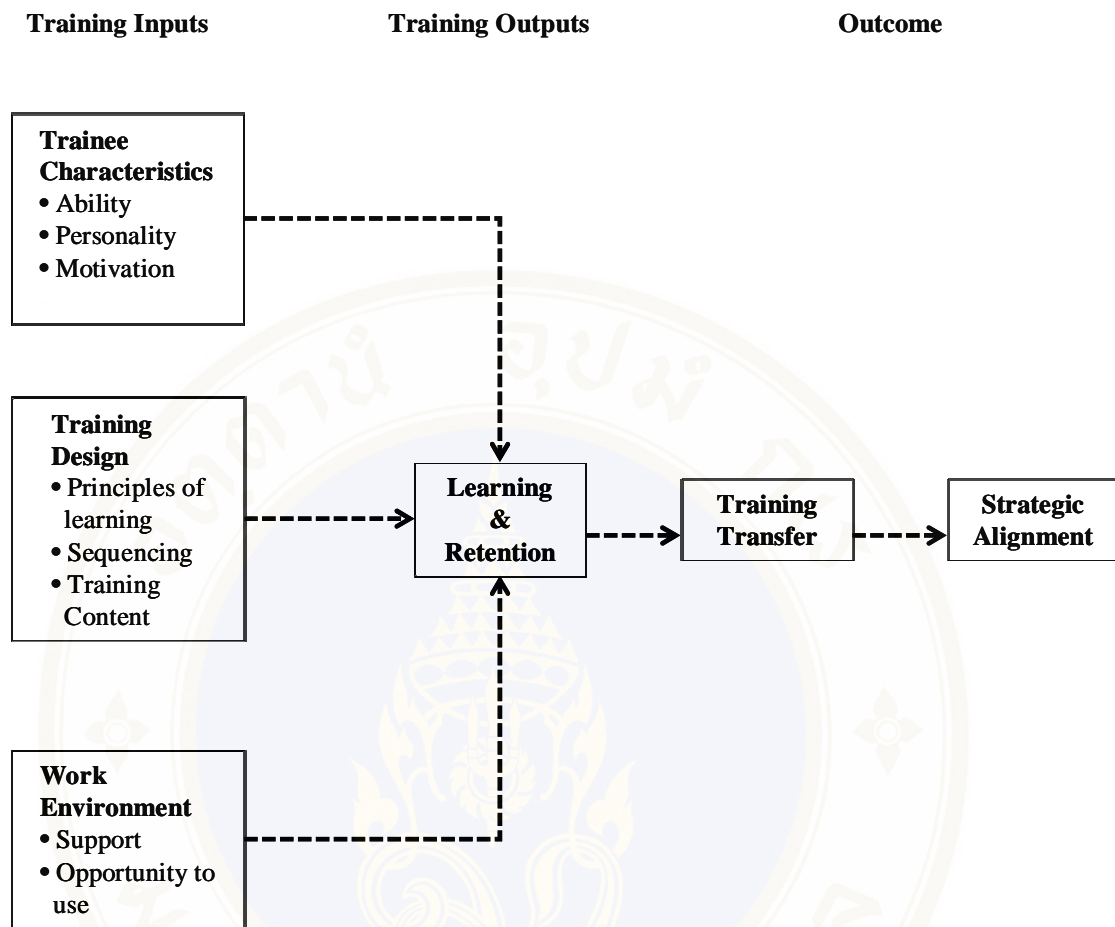 Training Inputs
Training Outputs
Outcome
Trainee
Characteristics
• Ability
• Personality
• Motivation
Training
Design
• Principles of
learning
• Sequencing
• Training
Content
Work
Environment
• Support
• Opportunity to
use
Learning
&
Retention
Training
Transfer
Strategic
Alignment